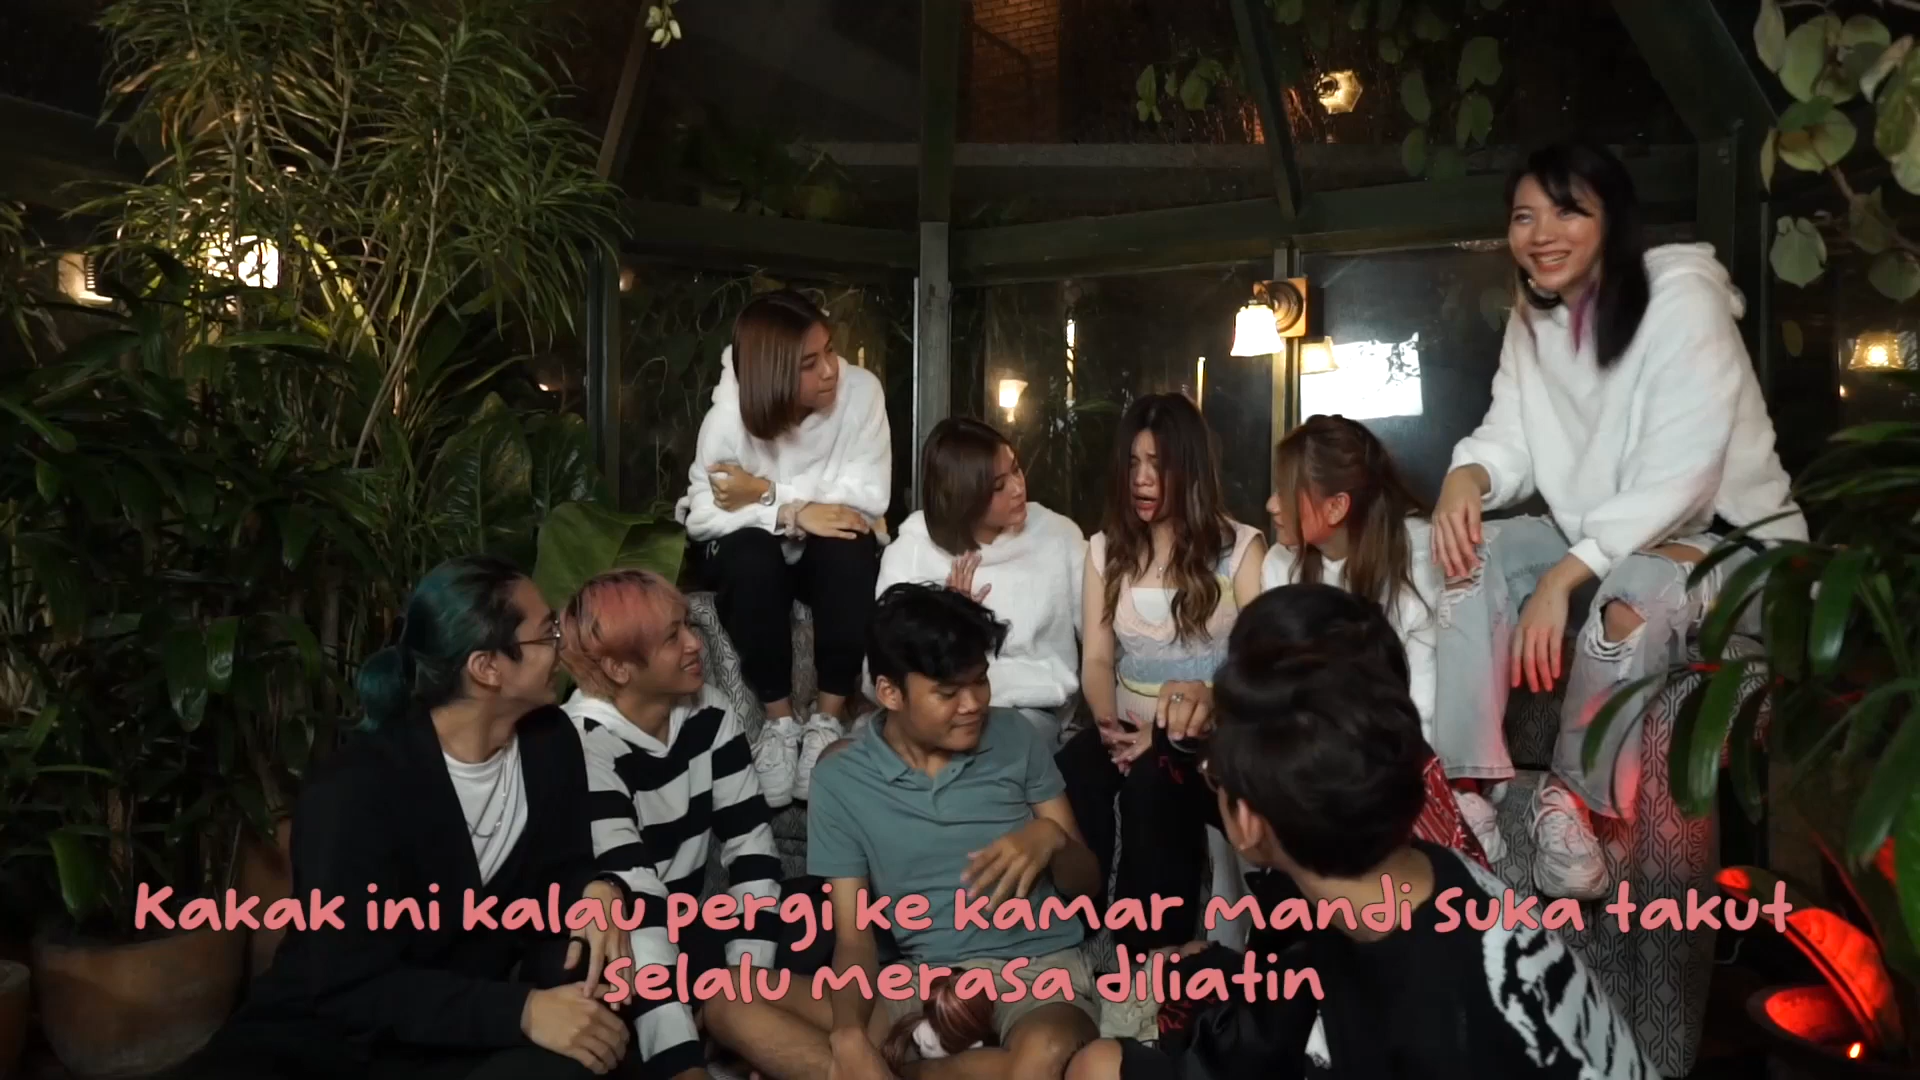 Kakak ini kalau pergi ke kamar mandi suka takut
selalu merasa diliatin